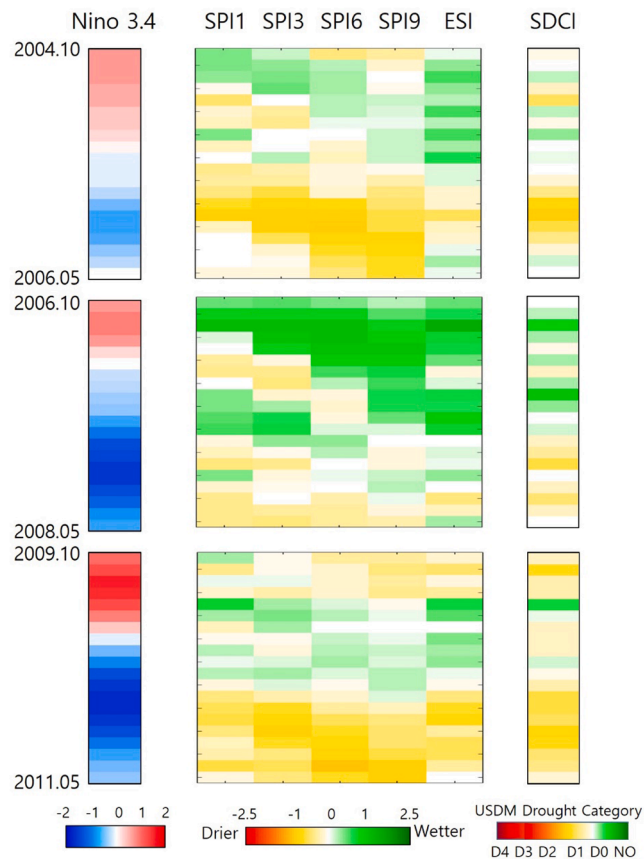 Nino 3.4 SPI1 SPI3 SPI6 SPI9 ESI SDCI
2004.10
2006.05
2006.10
2008.05
2009.10
2011.05
-2 -1 0 1 2
-2.5 -1 0 1 2.5
Drier Wetter
USDM Drought Category
D4 D3 D2 D1 D0 NO